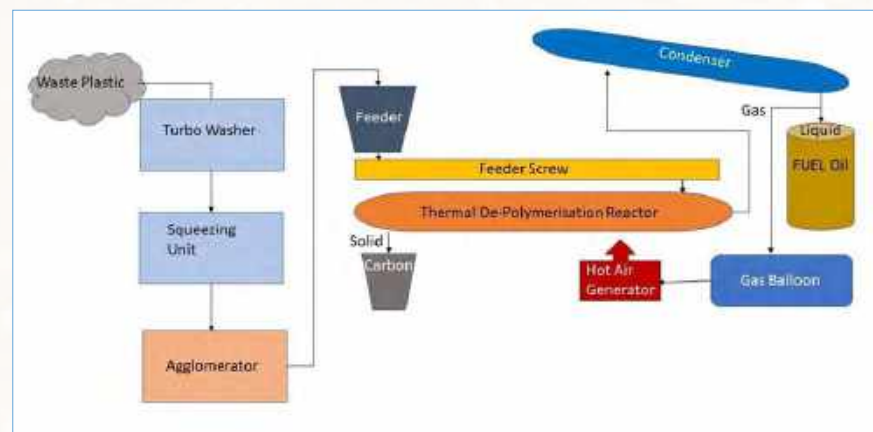 Waste Plastic
Turbo Washer
Squeezing
Unit
Agglomerator
Feeder
Feeder Screw
Thermal De-Polymerisation Reactor
Solid
Carbon
Hot Air
Generator
Condenser
Gas
Liquid
FUEL Oil
Gas Balloon